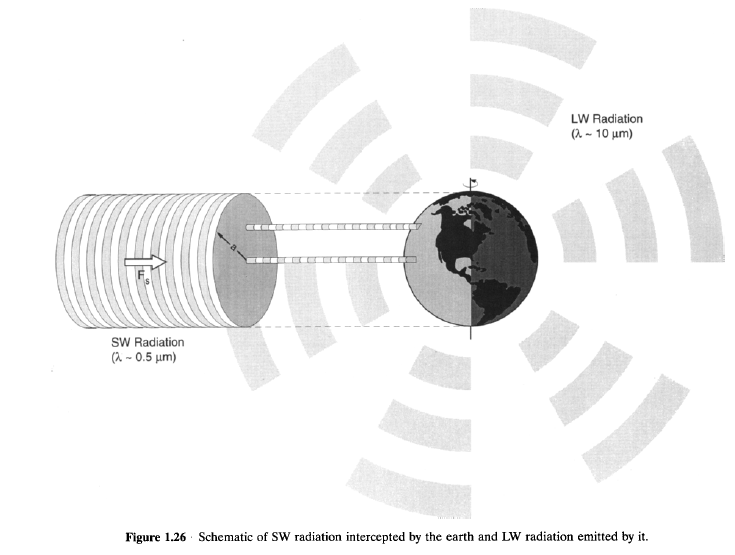 LW Radiation
(λ ~ 10 μm)
a
F_s
SW Radiation
(λ ~ 0.5 μm)
Figure 1.26 · Schematic of SW radiation intercepted by the earth and LW radiation emitted by it.